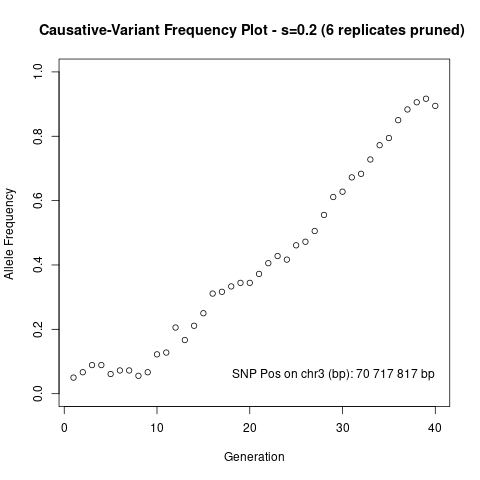 Causative-Variant Frequency Plot - s=0.2 (6 replicates pruned)
1.0
0.8
0.6
0.4
0.2
0.0
Allele Frequency
SNP Pos on chr3 (bp): 70 717 817 bp
0 10 20 30 40
Generation